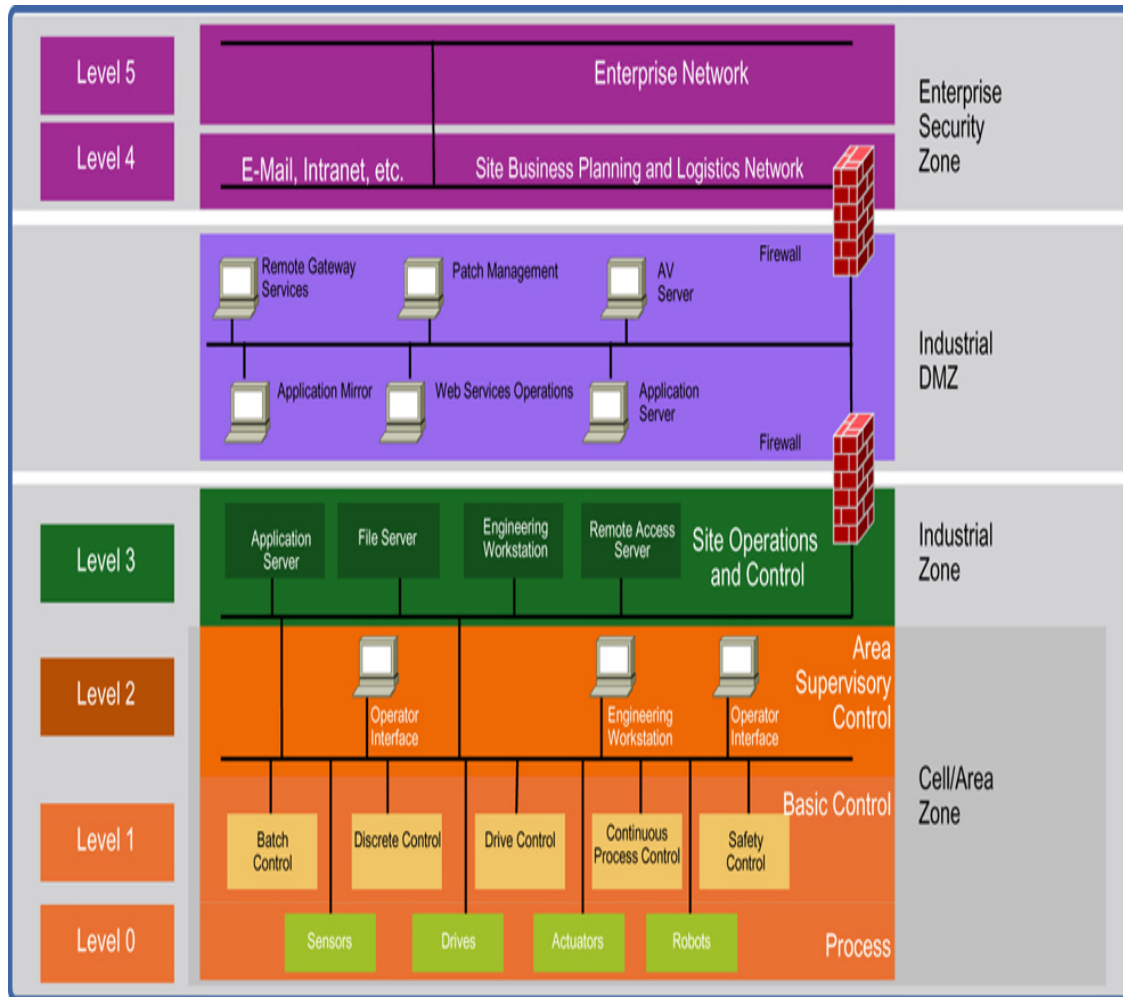 Level 5
Enterprise Network
Enterprise
Security
Zone
Level 4
E-Mail, Intranet, etc.
Site Business Planning and Logistics Network
Firewall
Remote Gateway
Services
Patch Management
AV
Server
Industrial
DMZ
Application Mirror
Web Services Operations
Application
Server
Firewall
Level 3
Application
Server
File Server
Engineering
Workstation
Remote Access
Server
Site Operations
and Control
Industrial
Zone
Level 2
Operator
Interface
Engineering
Workstation
Operator
Interface
Area
Supervisory
Control
Cell/Area
Zone
Basic Control
Level 1
Batch
Control
Discrete Control
Drive Control
Continuous
Process Control
Safety
Control
Level 0
Sensors
Drives
Actuators
Robots
Process